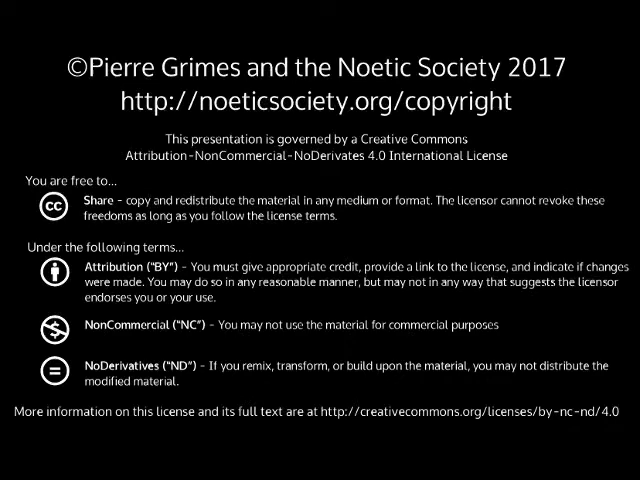 ©Pierre Grimes and the Noetic Society 2017
http://noeticsociety.org/copyright
This presentation is governed by a Creative Commons
Attribution-NonCommercial-NoDerivates 4.0 International License
You are free to...
cc
Share - copy and redistribute the material in any medium or format. The licensor cannot revoke these
freedoms as long as you follow the license terms.
Under the following terms...
Attribution ("BY") - You must give appropriate credit, provide a link to the license, and indicate if changes
were made. You may do so in any reasonable manner, but may not in any way that suggests the licensor
endorses you or your use.
NonCommercial ("NC") - You may not use the material for commercial purposes
NoDerivatives ("ND") - If you remix, transform, or build upon the material, you may not distribute the
modified material.
More information on this license and its full text are at http://creativecommons.org/licenses/by-nc-nd/4.0